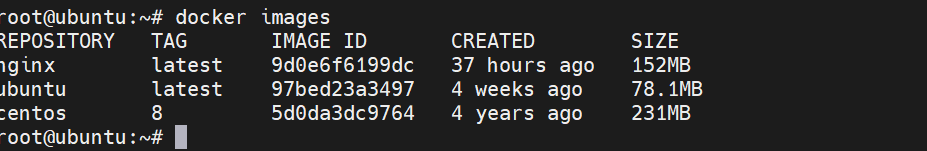 root@ubuntu:~# docker images
REPOSITORY TAG IMAGE ID CREATED SIZE
nginx latest 9d0e6f6199dc 37 hours ago 152MB
ubuntu latest 97bed23a3497 4 weeks ago 78.1MB
centos 8 5d0da3dc9764 4 years ago 231MB
root@ubuntu:~#